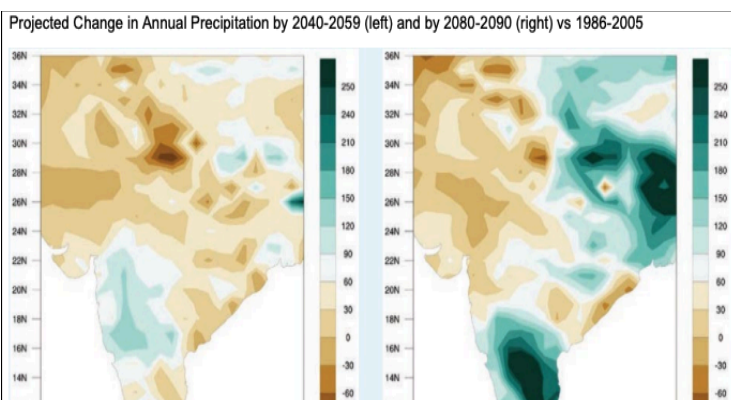 Projected Change in Annual Precipitation by 2040-2059 (left) and by 2080-2090 (right) vs 1986-2005
36N
34N
32N
30N
28N
26N
24N
22N
20N
18N
16N
14N
250
240
210
180
150
120
90
60
30
0
-30
-60
36N
34N
32N
30N
28N
26N
24N
22N
20N
18N
16N
14N
250
240
210
180
150
120
90
60
30
0
-30
-60